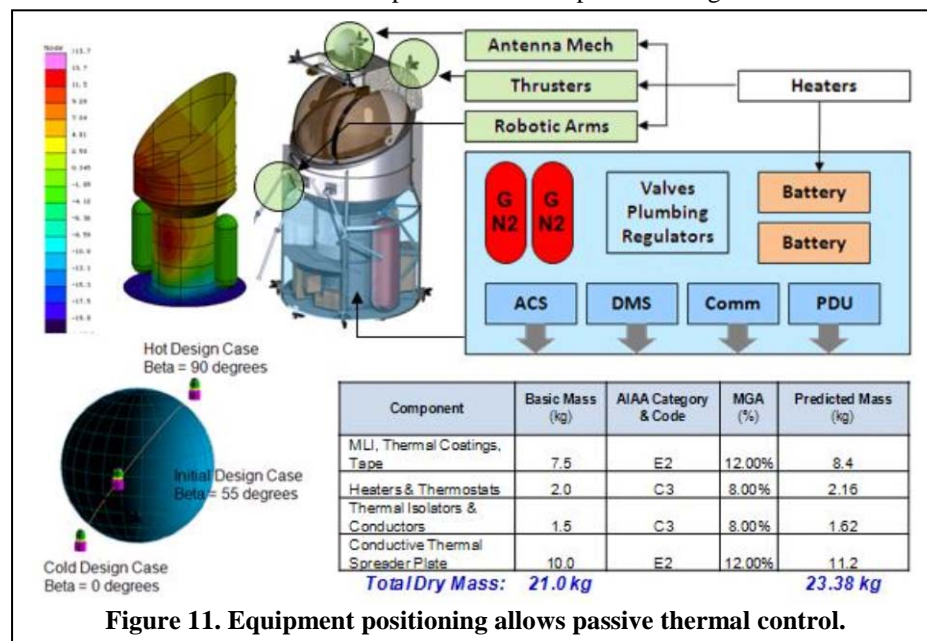 Antenna Mech
Thrusters
Robotic Arms
Heaters
G
N2
G
N2
Valves
Plumbing
Regulators
Battery
Battery
ACS
DMS
Comm
PDU
Node
Hot Design Case
Beta = 90 degrees
Initial Design Case
Beta = 55 degrees
Cold Design Case
Beta = 0 degrees
Component Basic Mass (kg) AIAA Category & Code MGA (%) Predicted Mass (kg)
MLI, Thermal Coatings, Tape 7.5 E2 12.00% 8.4
Heaters & Thermostats 2.0 C3 8.00% 2.16
Thermal Isolators & Conductors 1.5 C3 8.00% 1.62
Conductive Thermal Spreader Plate 10.0 E2 12.00% 11.2
Total Dry Mass: 21.0 kg 23.38 kg
Figure 11. Equipment positioning allows passive thermal control.